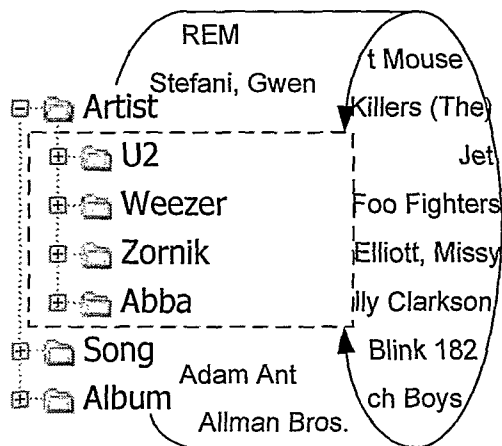 REM
t Mouse
Stefani, Gwen
Artist
Killers (The)
U2
Jet
Weezer
Foo Fighters
Zornik
Elliott, Missy
Abba
lly Clarkson
Song
Blink 182
Adam Ant
Album
ch Boys
Allman Bros.